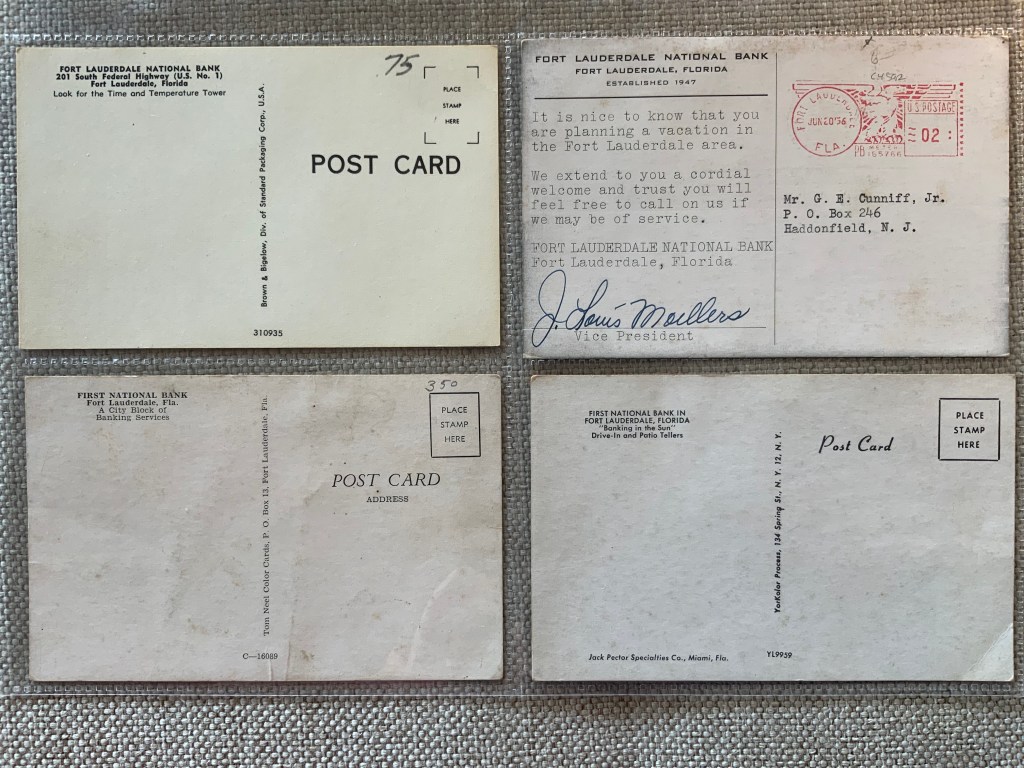 FORT LAUDERDALE NATIONAL BANK
201 South Federal Highway (U.S. No. 1)
Fort Lauderdale, Florida
Look for the Time and Temperature Tower
Brown & Bigelow, Div. of Standard Packaging Corp., U.S.A.
310935
75
PLACE
STAMP
HERE
POST CARD
FORT LAUDERDALE NATIONAL BANK
FORT LAUDERDALE, FLORIDA
ESTABLISHED 1947
It is nice to know that you
are planning a vacation in
the Fort Lauderdale area.
We extend to you a cordial
welcome and trust you will
feel free to call on us if
we may be of service.
FORT LAUDERDALE NATIONAL BANK
Fort Lauderdale, Florida
J. Louis Moellers
Vice President
FORT LAUDERDALE
JUN 20 '56
FLA.
U.S. POSTAGE
02
PB METER
Mr. G. E. Cunniff, Jr.
P. O. Box 246
Haddonfield, N. J.
FIRST NATIONAL BANK
Fort Lauderdale, Fla.
A City Block of
Banking Services
Tom Neel Color Cards, P. O. Box 13, Fort Lauderdale, Fla.
C—16089
350
PLACE
STAMP
HERE
POST CARD
ADDRESS
FIRST NATIONAL BANK IN
FORT LAUDERDALE, FLORIDA
"Banking in the Sun"
Drive-In and Patio Tellers
Jack Pector Specialties Co., Miami, Fla.
YorKolor Process, 134 Spring St., N. Y. 12, N. Y.
YL9959
Post Card
PLACE
STAMP
HERE